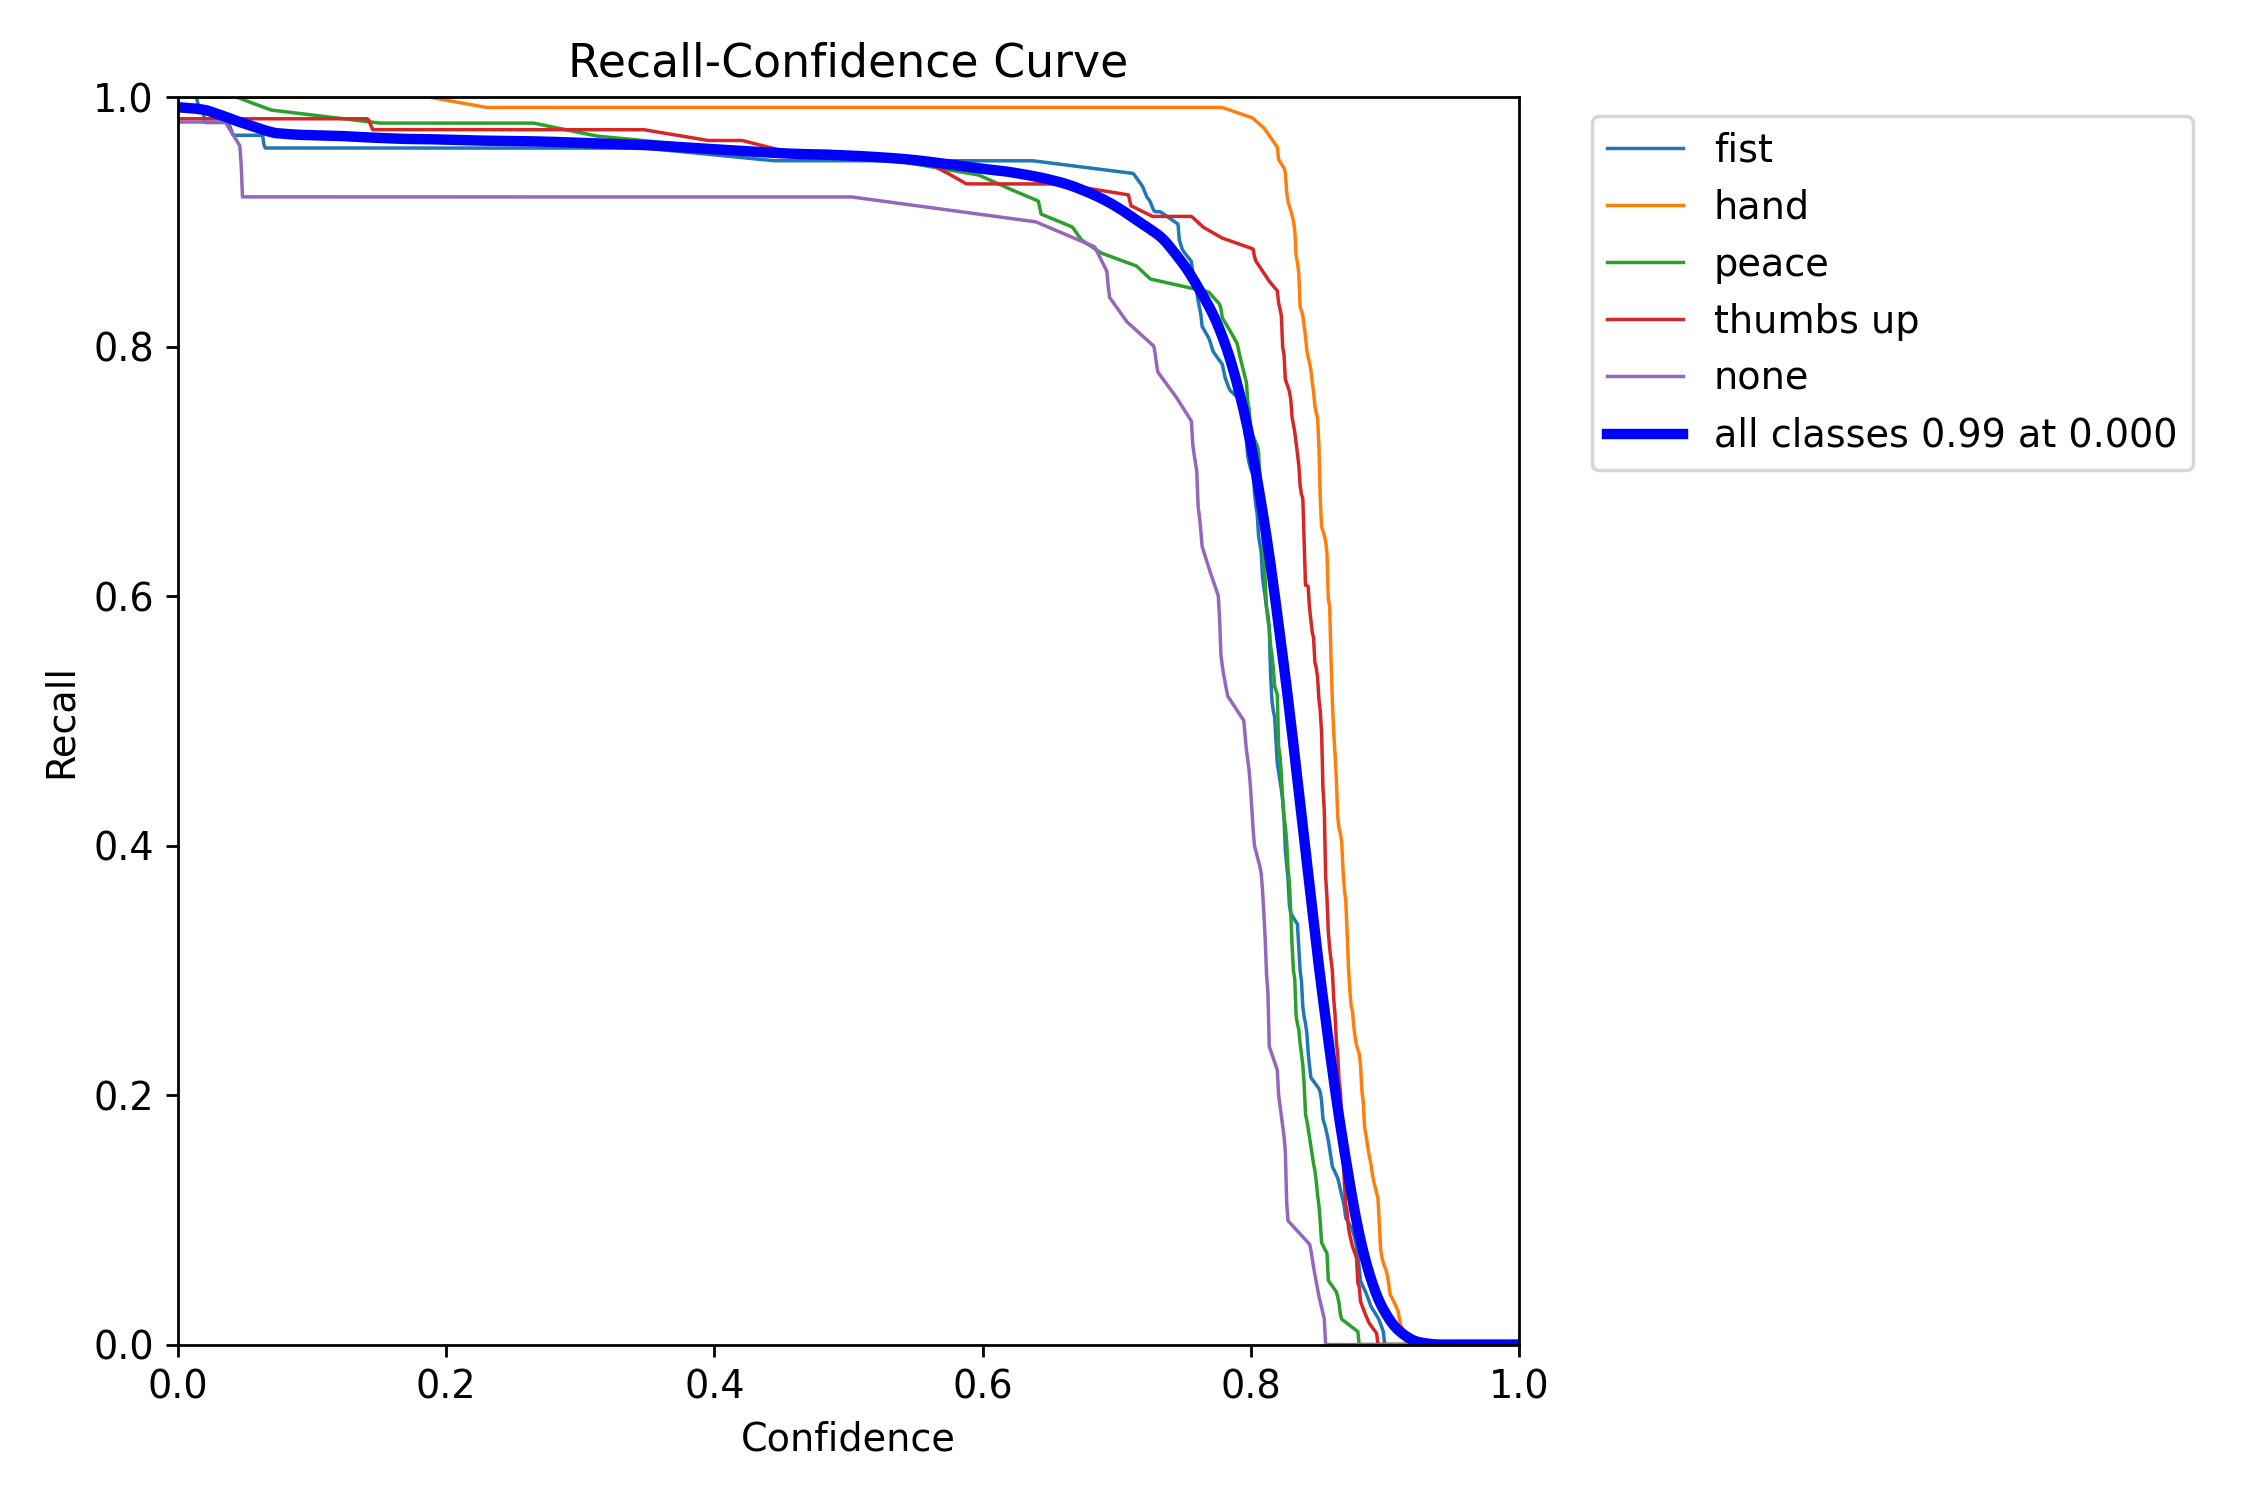 Recall-Confidence Curve
1.0
0.8
0.6
0.4
0.2
0.0
Recall
0.0 0.2 0.4 0.6 0.8 1.0
Confidence
fist
hand
peace
thumbs up
none
all classes 0.99 at 0.000